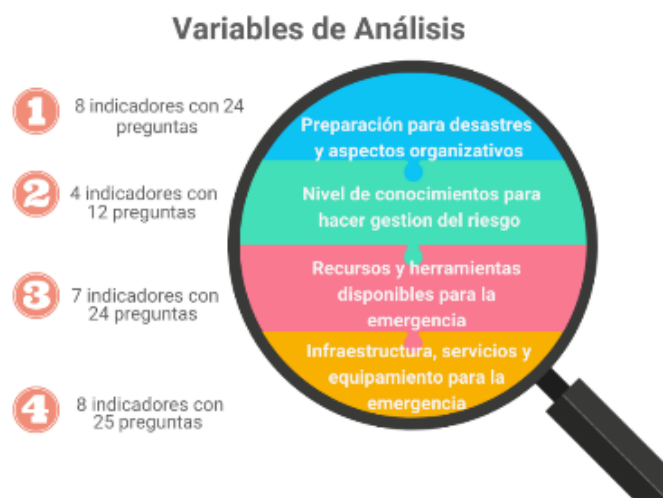 Variables de Análisis
1
8 indicadores con 24
preguntas
Preparación para desastres
y aspectos organizativos
2
4 indicadores con
12 preguntas
Nivel de conocimientos para
hacer gestion del riesgo
3
7 indicadores con
24 preguntas
Recursos y herramientas
disponibles para la
emergencia
4
8 indicadores con
25 preguntas
Infraestructura, servicios y
equipamiento para la
emergencia